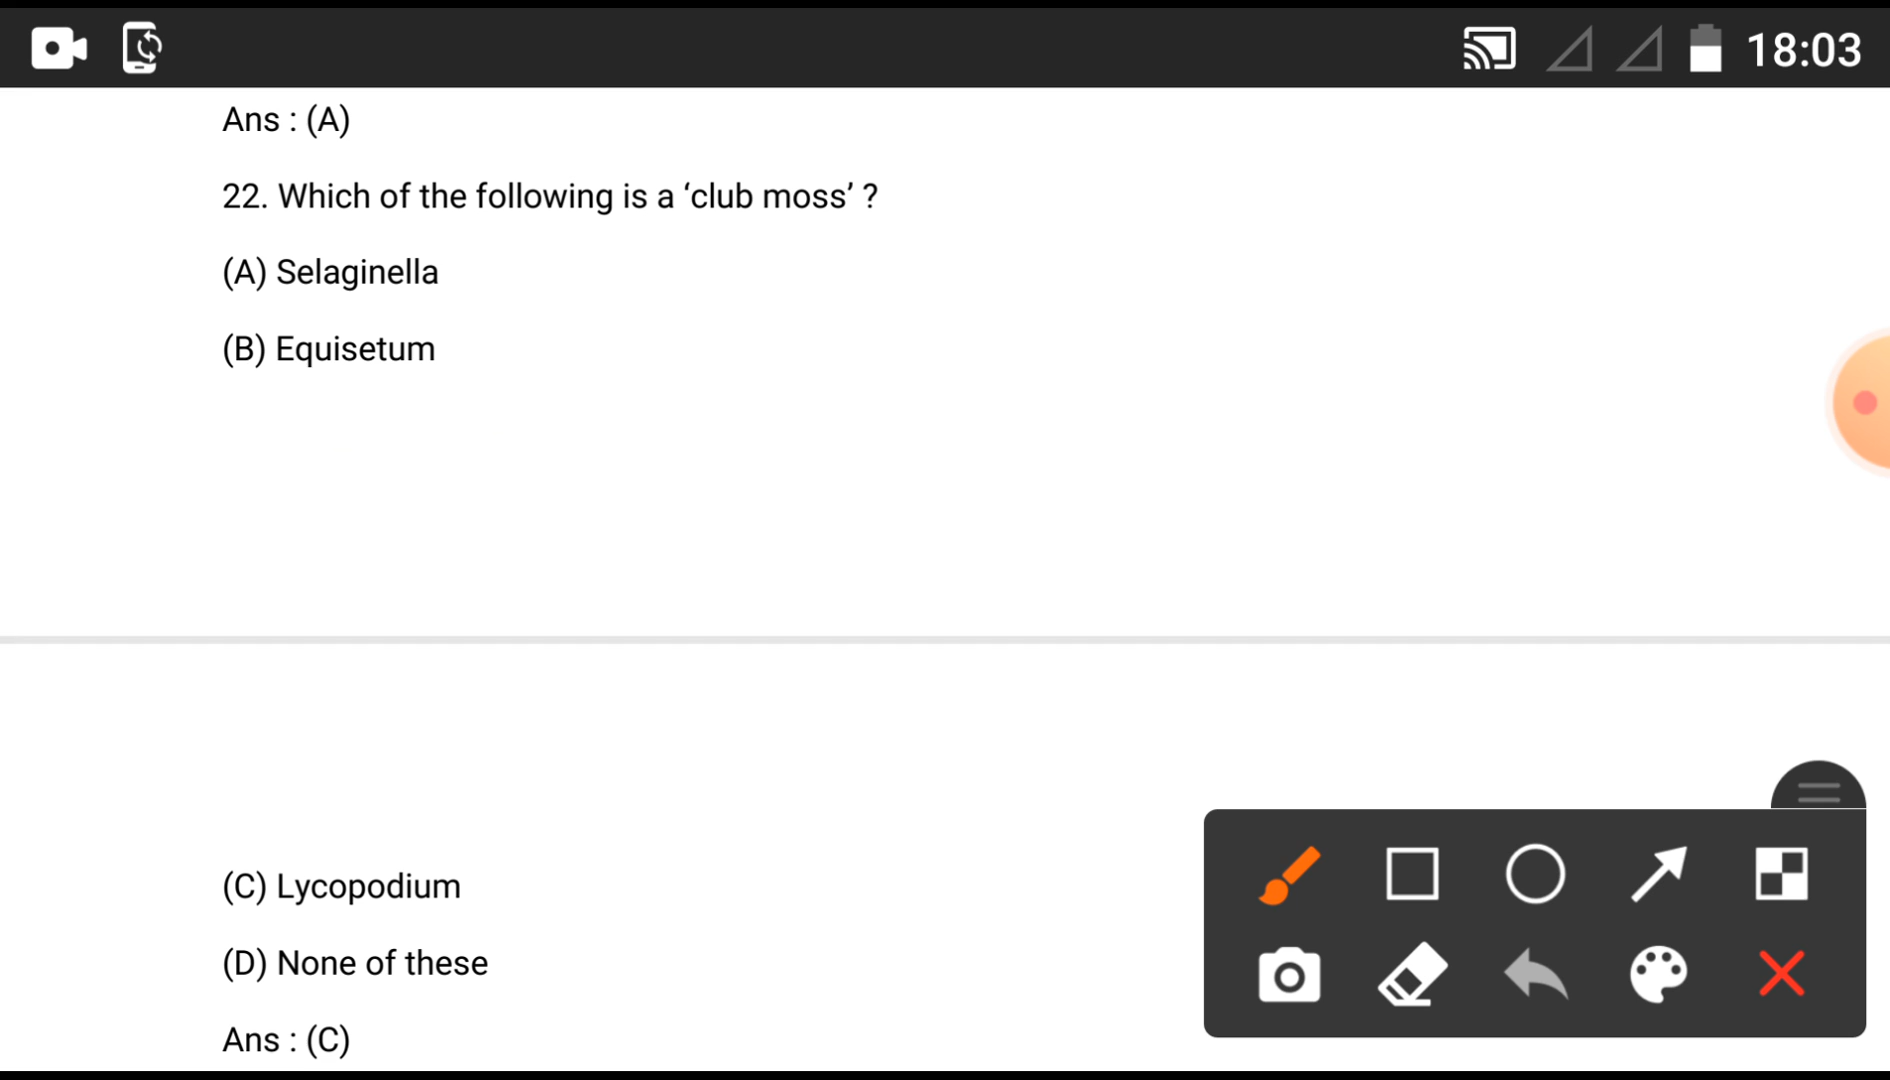 18:03
Ans : (A)
22. Which of the following is a ‘club moss’ ?
(A) Selaginella
(B) Equisetum
(C) Lycopodium
(D) None of these
Ans : (C)